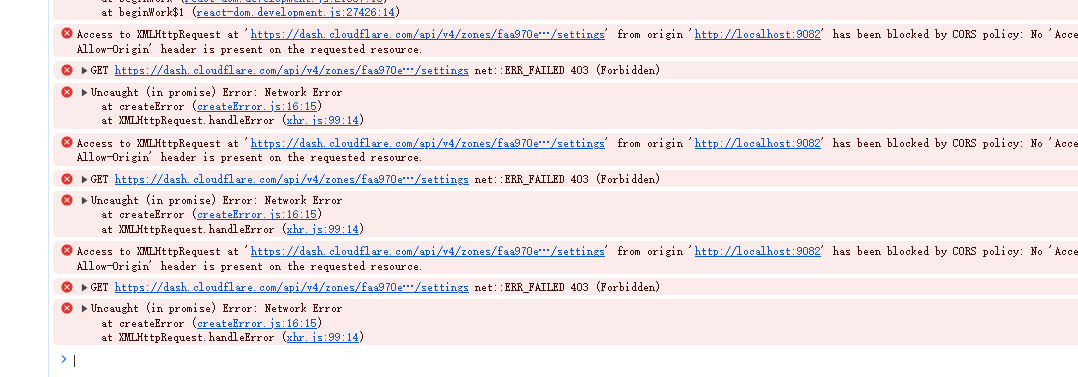 at beginWork$1 (react-dom.development.js:27426:14)
Access to XMLHttpRequest at 'https://dash.cloudflare.com/api/v4/zones/faa970e…/settings' from origin 'http://localhost:9082' has been blocked by CORS policy: No 'Acce
Allow-Origin' header is present on the requested resource.
GET https://dash.cloudflare.com/api/v4/zones/faa970e…/settings net::ERR_FAILED 403 (Forbidden)
Uncaught (in promise) Error: Network Error
at createError (createError.js:16:15)
at XMLHttpRequest.handleError (xhr.js:99:14)
Access to XMLHttpRequest at 'https://dash.cloudflare.com/api/v4/zones/faa970e…/settings' from origin 'http://localhost:9082' has been blocked by CORS policy: No 'Acce
Allow-Origin' header is present on the requested resource.
GET https://dash.cloudflare.com/api/v4/zones/faa970e…/settings net::ERR_FAILED 403 (Forbidden)
Uncaught (in promise) Error: Network Error
at createError (createError.js:16:15)
at XMLHttpRequest.handleError (xhr.js:99:14)
Access to XMLHttpRequest at 'https://dash.cloudflare.com/api/v4/zones/faa970e…/settings' from origin 'http://localhost:9082' has been blocked by CORS policy: No 'Acce
Allow-Origin' header is present on the requested resource.
GET https://dash.cloudflare.com/api/v4/zones/faa970e…/settings net::ERR_FAILED 403 (Forbidden)
Uncaught (in promise) Error: Network Error
at createError (createError.js:16:15)
at XMLHttpRequest.handleError (xhr.js:99:14)